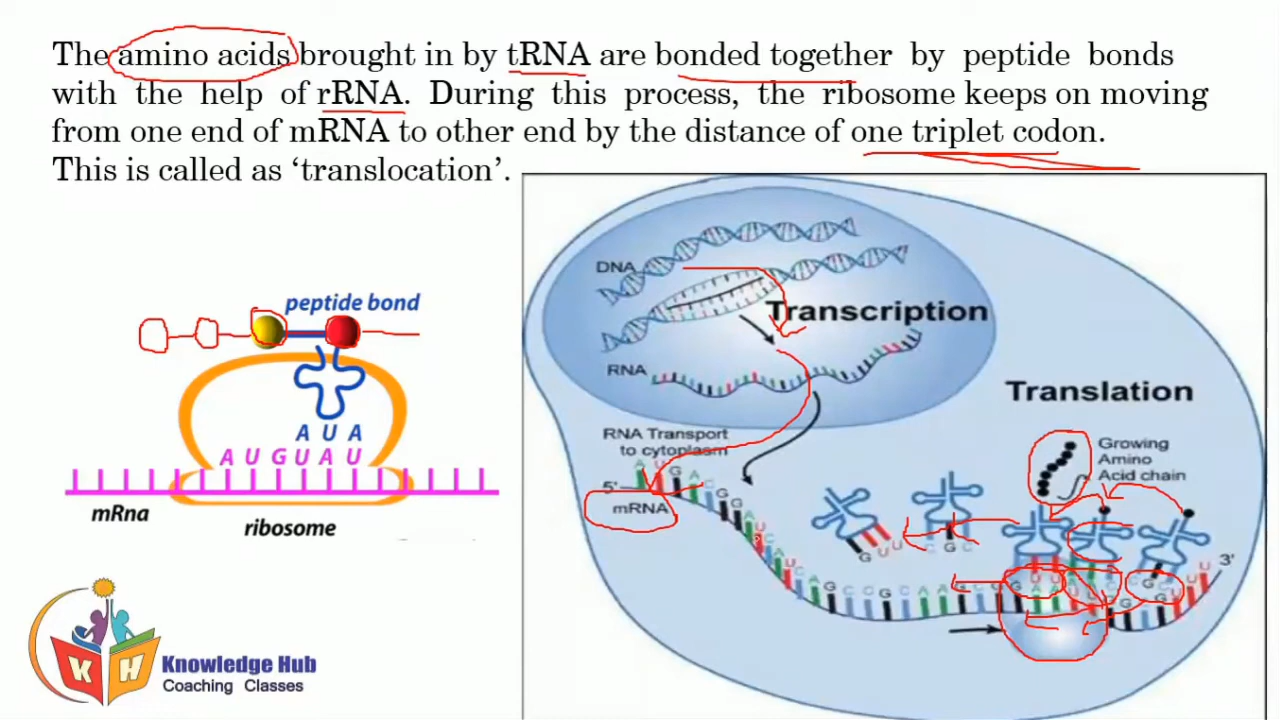 The amino acids brought in by tRNA are bonded together by peptide bonds
with the help of rRNA. During this process, the ribosome keeps on moving
from one end of mRNA to other end by the distance of one triplet codon.
This is called as ‘translocation’.
peptide bond
A U A
A U G U A U
mRna
ribosome
DNA
Transcription
RNA
RNA Transport
to cytoplasm
5'
mRNA
Translation
Growing
Amino
Acid chain
3'
K H
Knowledge Hub
Coaching Classes